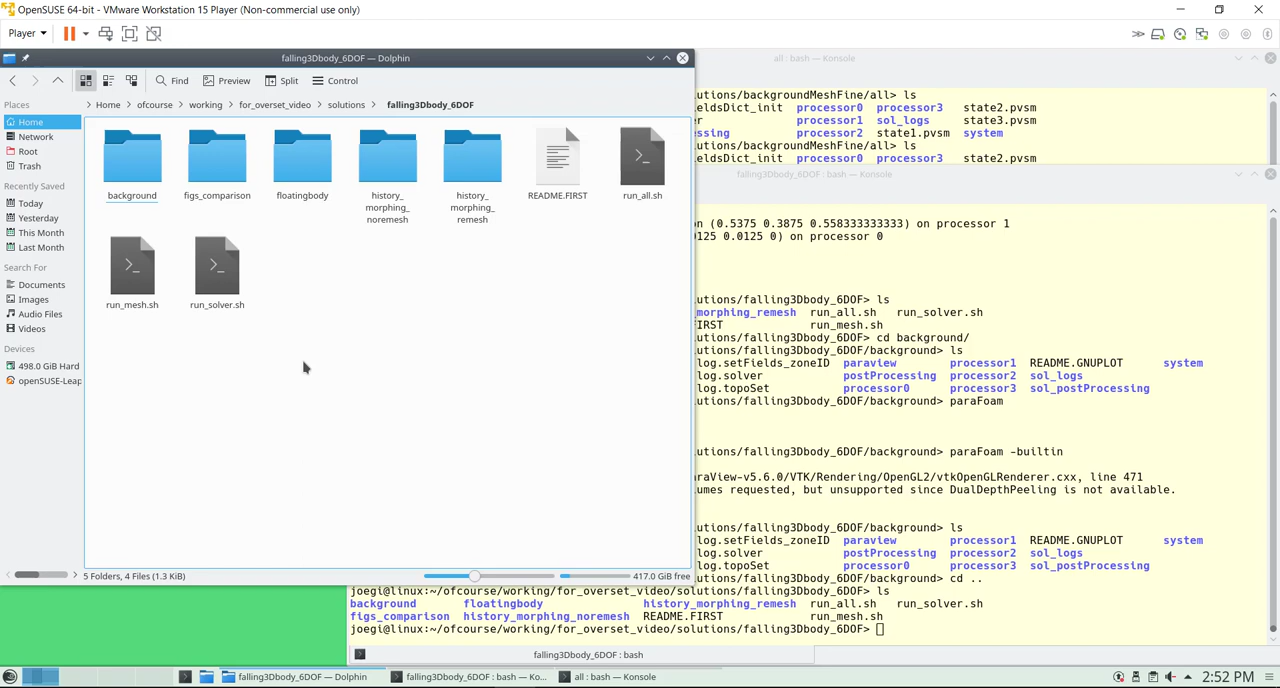 OpenSUSE 64-bit - VMware Workstation 15 Player (Non-commercial use only)
Player
falling3Dbody_6DOF — Dolphin
Find Preview Split Control
Home ofcourse working for_overset_video solutions falling3Dbody_6DOF
Places
Home
Network
Root
Trash
Recently Saved
Today
Yesterday
This Month
Last Month
Search For
Documents
Images
Audio Files
Videos
Devices
498.0 GiB Hard
openSUSE-Leap
background
figs_comparison
floatingbody
history_
morphing_
noremesh
history_
morphing_
remesh
README.FIRST
run_all.sh
run_mesh.sh
run_solver.sh
5 Folders, 4 Files (1.3 KiB)
417.0 GiB free
all : bash — Konsole
utions/backgroundMeshFine/all> ls
ieldsDict_init processor0 processor3 state2.pvsm
processor1 sol_logs state3.pvsm
essing processor2 state1.pvsm system
utions/backgroundMeshFine/all> ls
ieldsDict_init processor0 processor3 state2.pvsm
falling3Dbody_6DOF : bash — Konsole
on (0.5375 0.3875 0.558333333333) on processor 1
0125 0.0125 0) on processor 0
utions/falling3Dbody_6DOF> ls
morphing_remesh run_all.sh run_solver.sh
FIRST run_mesh.sh
utions/falling3Dbody_6DOF> cd background/
utions/falling3Dbody_6DOF/background> ls
log.setFields_zoneID paraview processor1 README.GNUPLOT system
log.solver postProcessing processor2 sol_logs
log.topoSet processor0 processor3 sol_postProcessing
utions/falling3Dbody_6DOF/background> paraFoam
utions/falling3Dbody_6DOF/background> paraFoam -builtin
araView-v5.6.0/VTK/Rendering/OpenGL2/vtkOpenGLRenderer.cxx, line 471
umes requested, but unsupported since DualDepthPeeling is not available.
utions/falling3Dbody_6DOF/background> ls
log.setFields_zoneID paraview processor1 README.GNUPLOT system
log.solver postProcessing processor2 sol_logs
log.topoSet processor0 processor3 sol_postProcessing
utions/falling3Dbody_6DOF/background> cd ..
joegi@linux:~/ofcourse/working/for_overset_video/solutions/falling3Dbody_6DOF> ls
background floatingbody history_morphing_remesh run_all.sh run_solver.sh
figs_comparison history_morphing_noremesh README.FIRST run_mesh.sh
joegi@linux:~/ofcourse/working/for_overset_video/solutions/falling3Dbody_6DOF>
falling3Dbody_6DOF : bash
falling3Dbody_6DOF — Dolphin
falling3Dbody_6DOF : bash — Ko...
all : bash — Konsole
2:52 PM